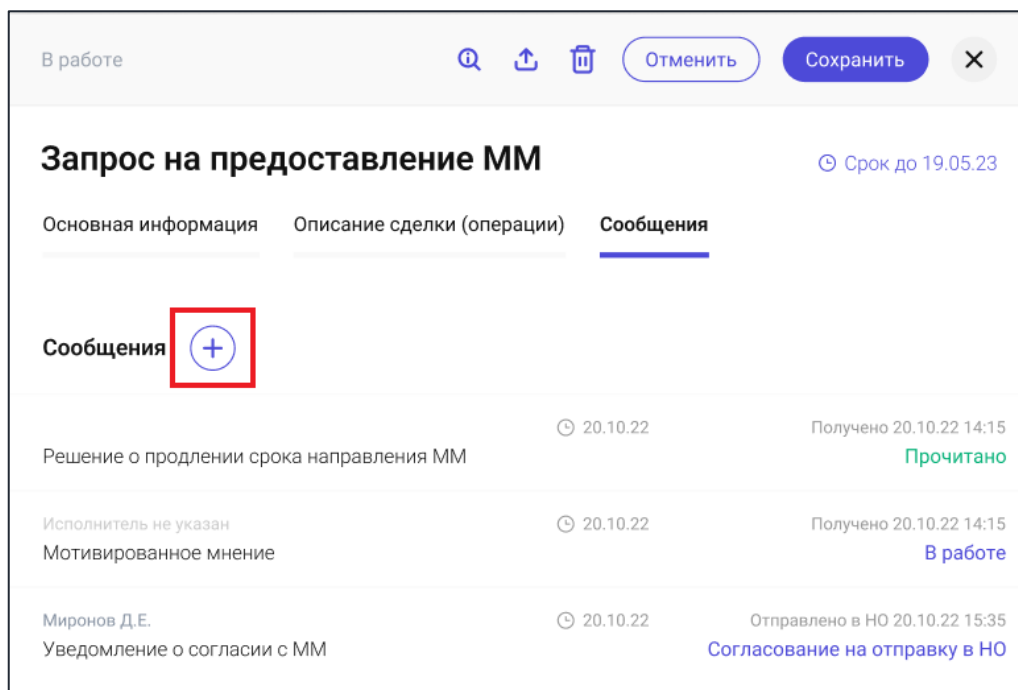 В работе
Отменить
Сохранить
Запрос на предоставление ММ
Срок до 19.05.23
Основная информация
Описание сделки (операции)
Сообщения
Сообщения
20.10.22
Получено 20.10.22 14:15
Решение о продлении срока направления ММ
Прочитано
Исполнитель не указан
20.10.22
Получено 20.10.22 14:15
Мотивированное мнение
В работе
Миронов Д.Е.
20.10.22
Отправлено в НО 20.10.22 15:35
Уведомление о согласии с ММ
Согласование на отправку в НО